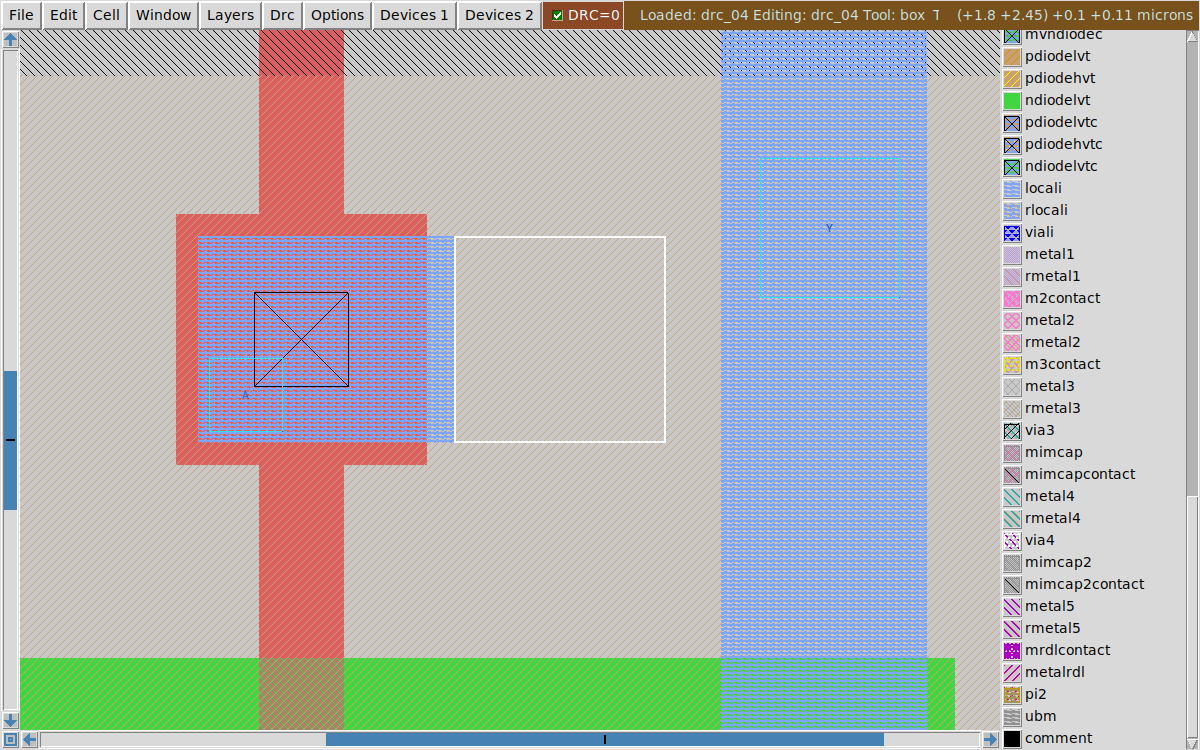 File Edit Cell Window Layers Drc Options Devices 1 Devices 2 DRC=0 Loaded: drc_04 Editing: drc_04 Tool: box (+1.8 +2.45) +0.1 +0.11 microns
mvndiodec
pdiodelvt
pdiodehvt
ndiodelvt
pdiodelvtc
pdiodehvtc
ndiodelvtc
locali
rlocali
viali
metal1
rmetal1
m2contact
metal2
rmetal2
m3contact
metal3
rmetal3
via3
mimcap
mimcapcontact
metal4
rmetal4
via4
mimcap2
mimcap2contact
metal5
rmetal5
mrdlcontact
metalrdl
pi2
ubm
comment
Y
A